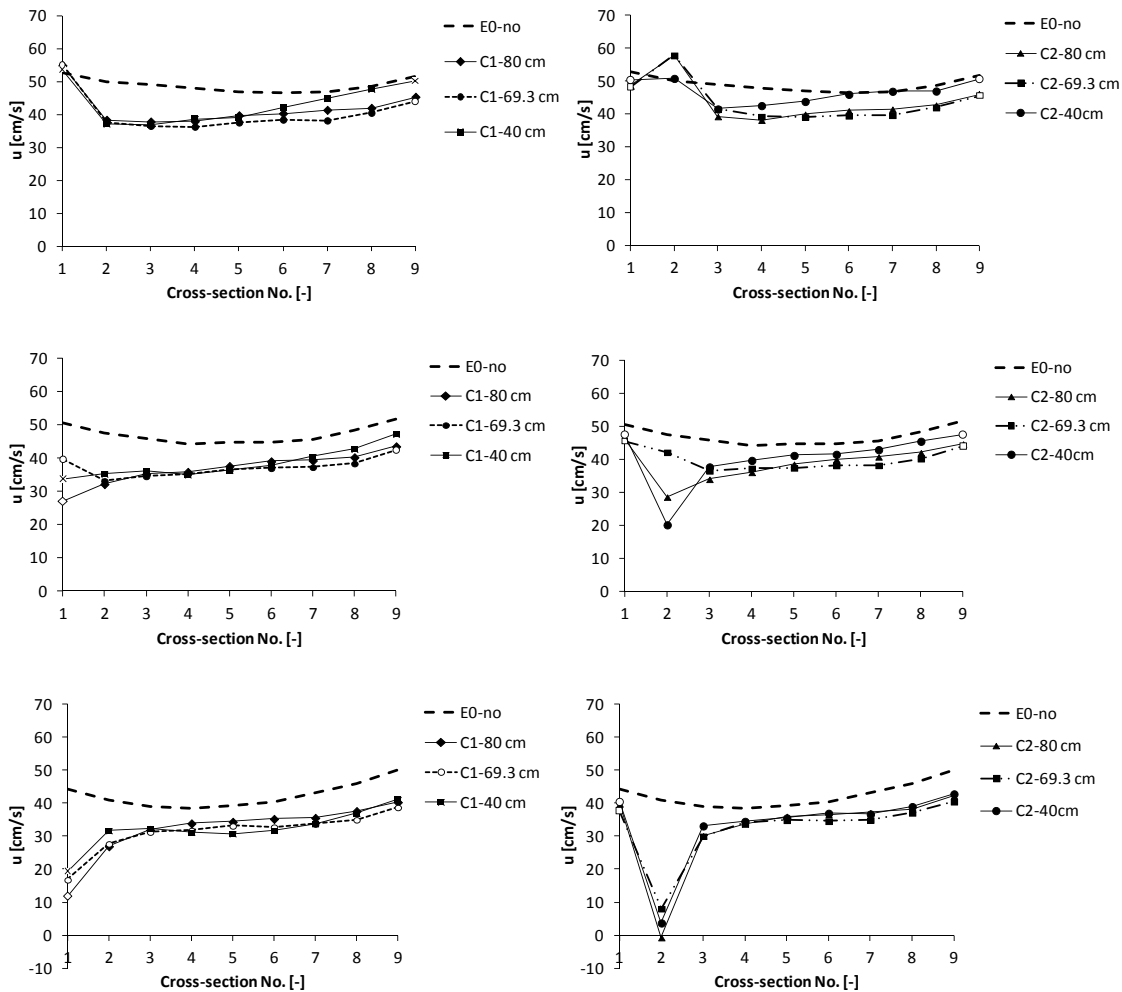 70
60
50
40
30
20
10
0
u [cm/s]
1 2 3 4 5 6 7 8 9
Cross-section No. [-]
E0-no
C1-80 cm
C1-69.3 cm
C1-40 cm
70
60
50
40
30
20
10
0
u [cm/s]
1 2 3 4 5 6 7 8 9
Cross-section No. [-]
E0-no
C2-80 cm
C2-69.3 cm
C2-40cm
70
60
50
40
30
20
10
0
u [cm/s]
1 2 3 4 5 6 7 8 9
Cross-section No. [-]
E0-no
C1-80 cm
C1-69.3 cm
C1-40 cm
70
60
50
40
30
20
10
0
u [cm/s]
1 2 3 4 5 6 7 8 9
Cross-section No. [-]
E0-no
C2-80 cm
C2-69.3 cm
C2-40cm
70
60
50
40
30
20
10
0
-10
u [cm/s]
1 2 3 4 5 6 7 8 9
Cross-section No. [-]
E0-no
C1-80 cm
C1-69.3 cm
C1-40 cm
70
60
50
40
30
20
10
0
-10
u [cm/s]
1 2 3 4 5 6 7 8 9
Cross-section No. [-]
E0-no
C2-80 cm
C2-69.3 cm
C2-40cm